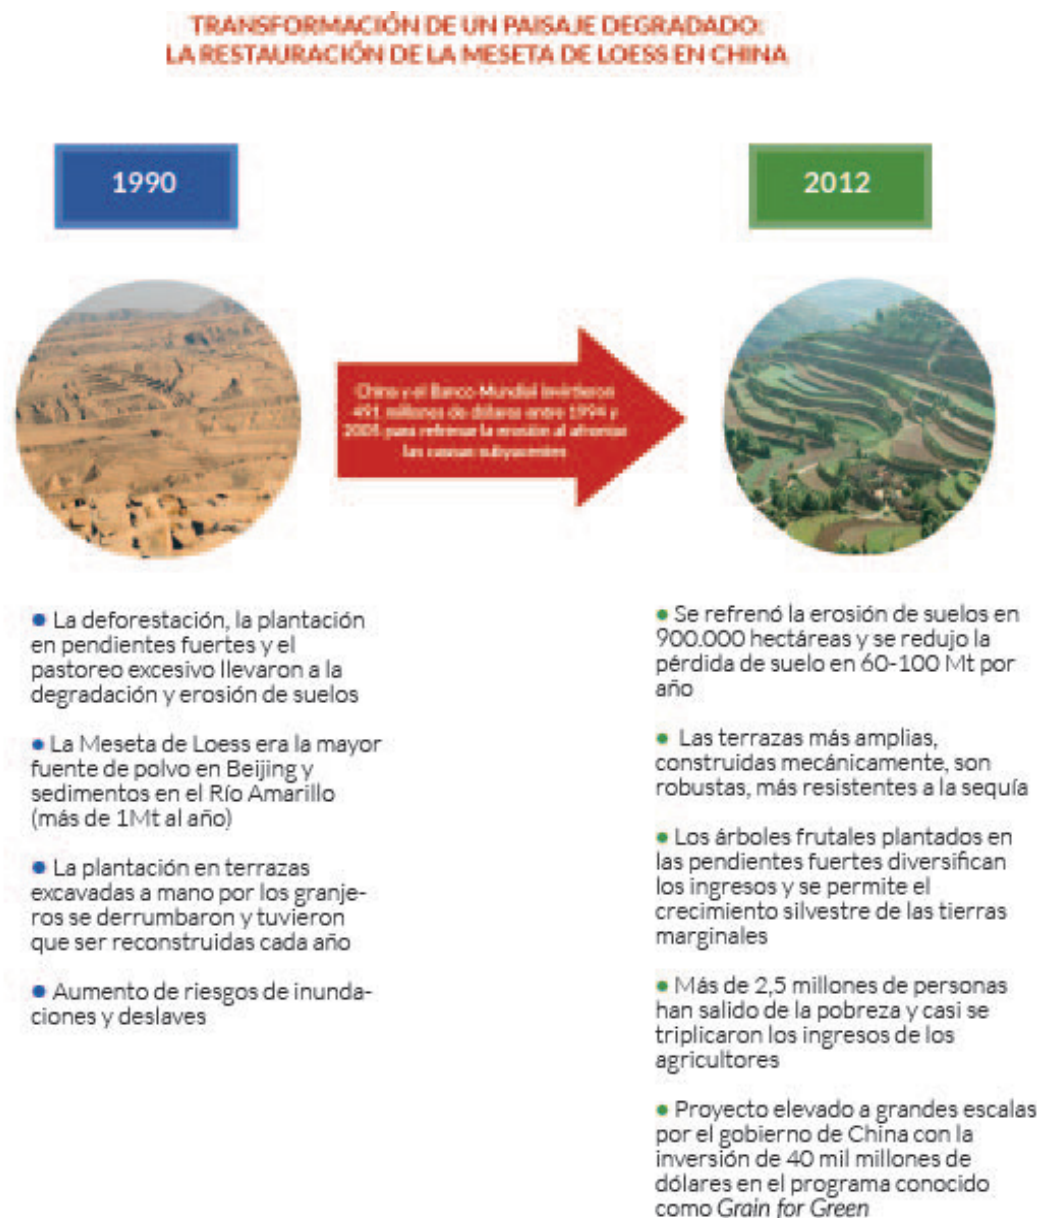 TRANSFORMACIÓN DE UN PAISAJE DEGRADADO:
LA RESTAURACIÓN DE LA MESETA DE LOESS EN CHINA
1990
2012
China y el Banco Mundial invirtieron
491 millones de dólares entre 1994 y
2005 para refrenar la erosión al afrontar
las causas subyacentes
● La deforestación, la plantación
en pendientes fuertes y el
pastoreo excesivo llevaron a la
degradación y erosión de suelos
● La Meseta de Loess era la mayor
fuente de polvo en Beijing y
sedimentos en el Río Amarillo
(más de 1Mt al año)
● La plantación en terrazas
excavadas a mano por los granje-
ros se derrumbaron y tuvieron
que ser reconstruidas cada año
● Aumento de riesgos de inunda-
ciones y deslaves
● Se refrenó la erosión de suelos en
900.000 hectáreas y se redujo la
pérdida de suelo en 60-100 Mt por
año
● Las terrazas más amplias,
construidas mecánicamente, son
robustas, más resistentes a la sequía
● Los árboles frutales plantados en
las pendientes fuertes diversifican
los ingresos y se permite el
crecimiento silvestre de las tierras
marginales
● Más de 2,5 millones de personas
han salido de la pobreza y casi se
triplicaron los ingresos de los
agricultores
● Proyecto elevado a grandes escalas
por el gobierno de China con la
inversión de 40 mil millones de
dólares en el programa conocido
como Grain for Green